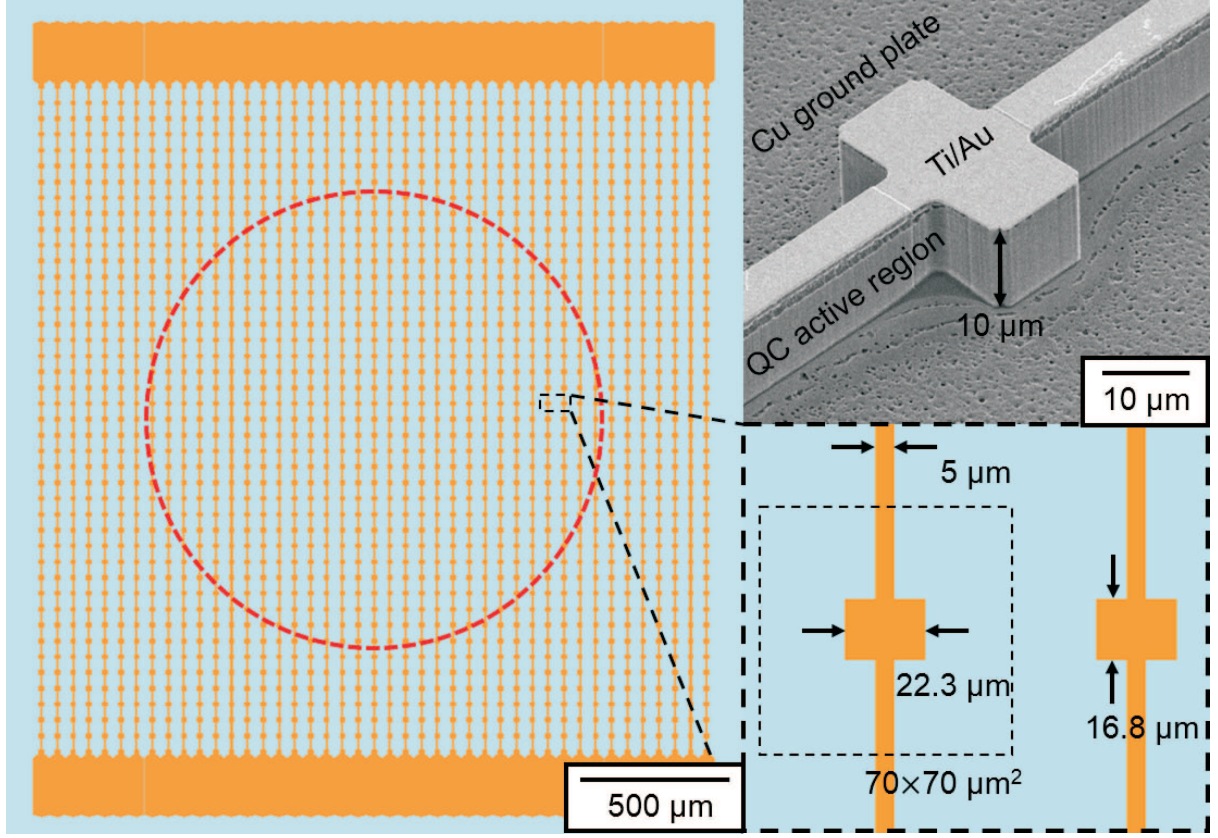 500 µm
Cu ground plate
Ti/Au
QC active region
10 µm
10 µm
5 µm
22.3 µm
16.8 µm
70×70 µm²